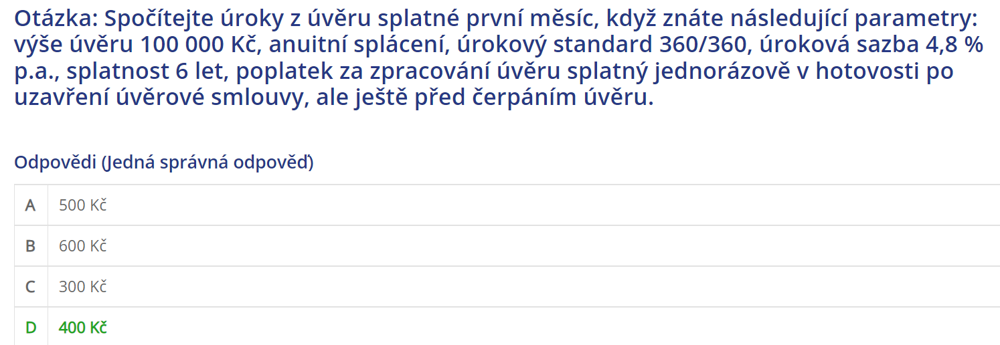 Otázka: Spočítejte úroky z úvěru splatné první měsíc, když znáte následující parametry:
výše úvěru 100 000 Kč, anuitní splácení, úrokový standard 360/360, úroková sazba 4,8 %
p.a., splatnost 6 let, poplatek za zpracování úvěru splatný jednorázově v hotovosti po
uzavření úvěrové smlouvy, ale ještě před čerpáním úvěru.
Odpovědi (Jedná správná odpověď)
A 500 Kč
B 600 Kč
C 300 Kč
D 400 Kč